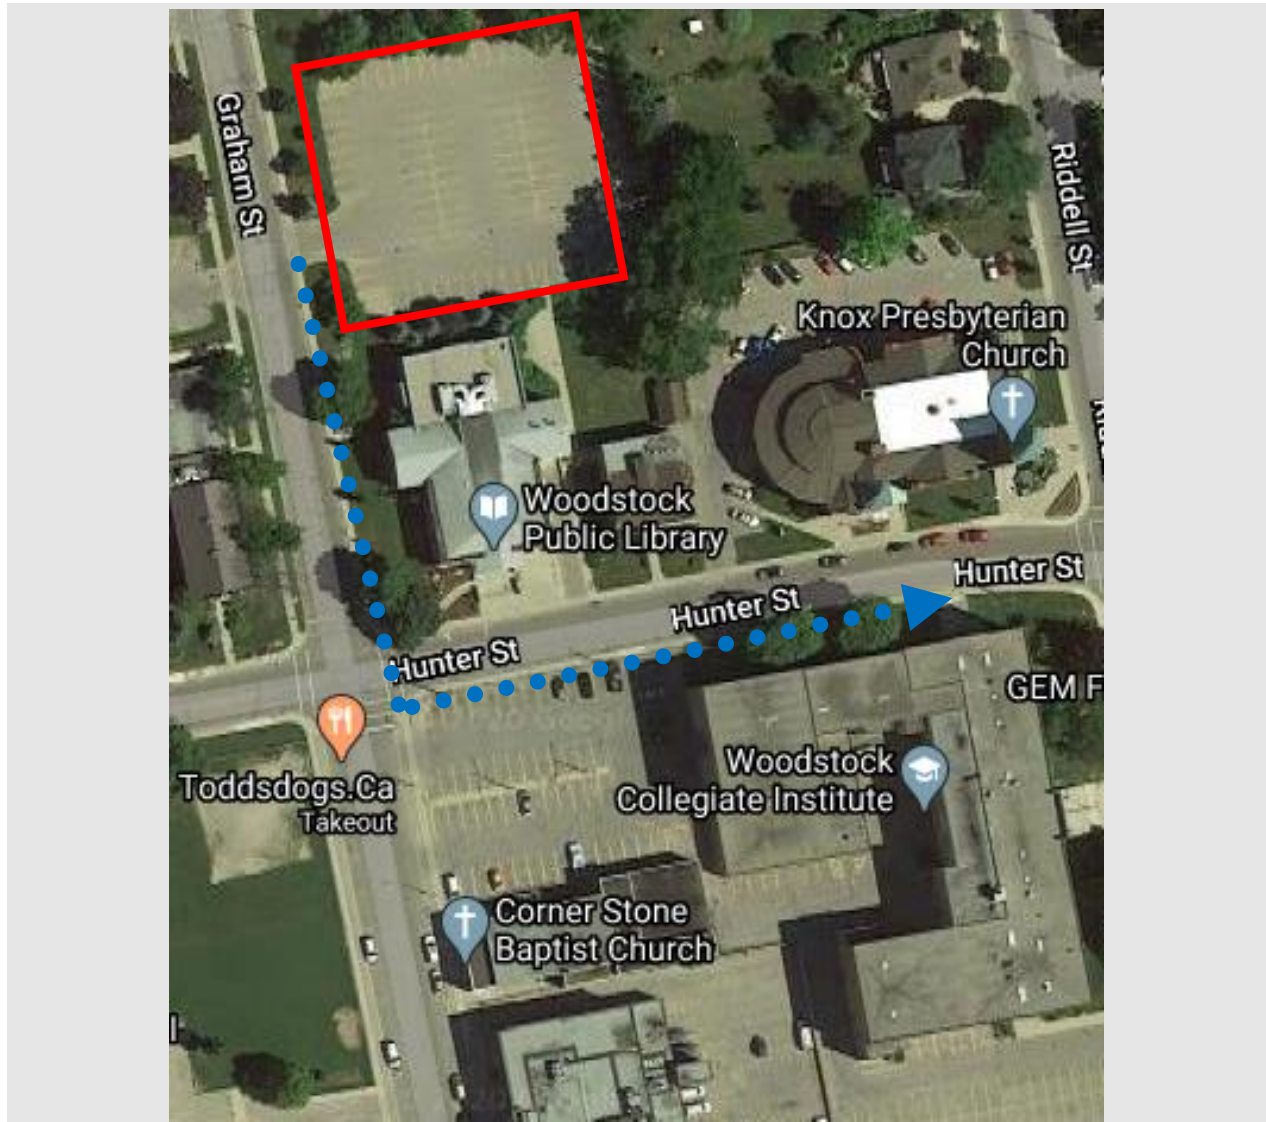 Graham St
Riddell St
Knox Presbyterian
Church
Woodstock
Public Library
Hunter St
Hunter St
Hunter St
GEM F
Toddsdogs.Ca
Takeout
Woodstock
Collegiate Institute
Corner Stone
Baptist Church